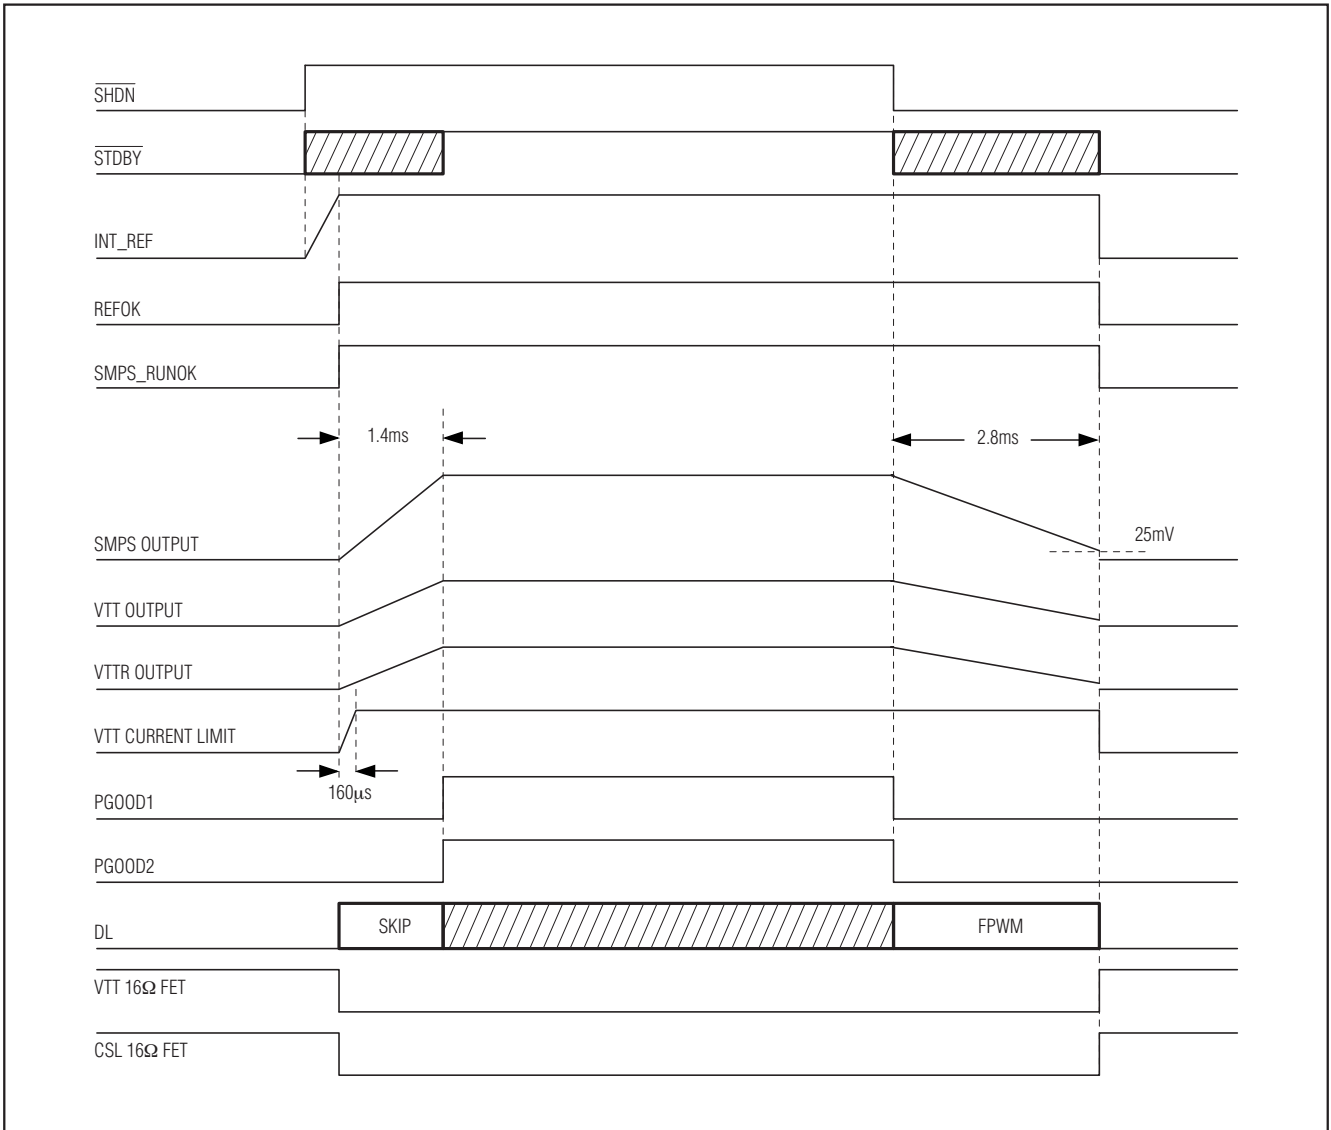 SHDN
STDBY
INT_REF
REFOK
SMPS_RUNOK
1.4ms
2.8ms
25mV
SMPS OUTPUT
VTT OUTPUT
VTTR OUTPUT
VTT CURRENT LIMIT
160μs
PGOOD1
PGOOD2
SKIP
FPWM
DL
VTT 16Ω FET
CSL 16Ω FET